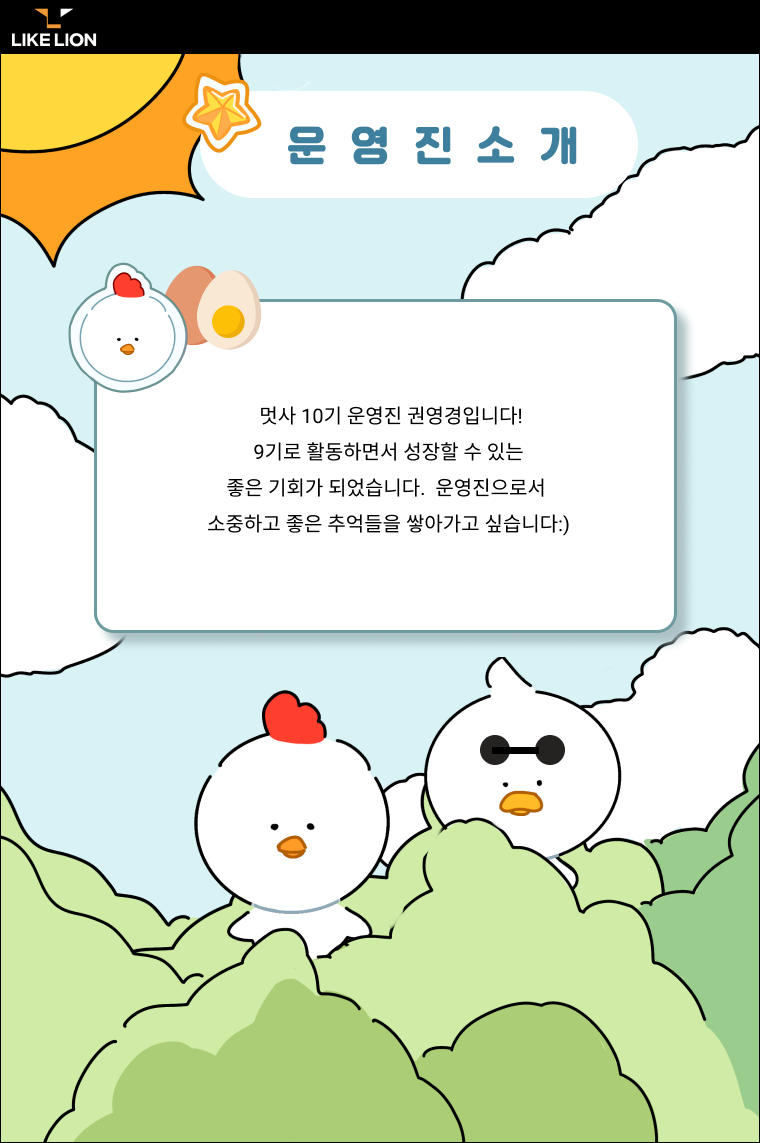 LIKE LION
운영진소개
멋사 10기 운영진 권영경입니다!
9기로 활동하면서 성장할 수 있는
좋은 기회가 되었습니다. 운영진으로서
소중하고 좋은 추억들을 쌓아가고 싶습니다:)